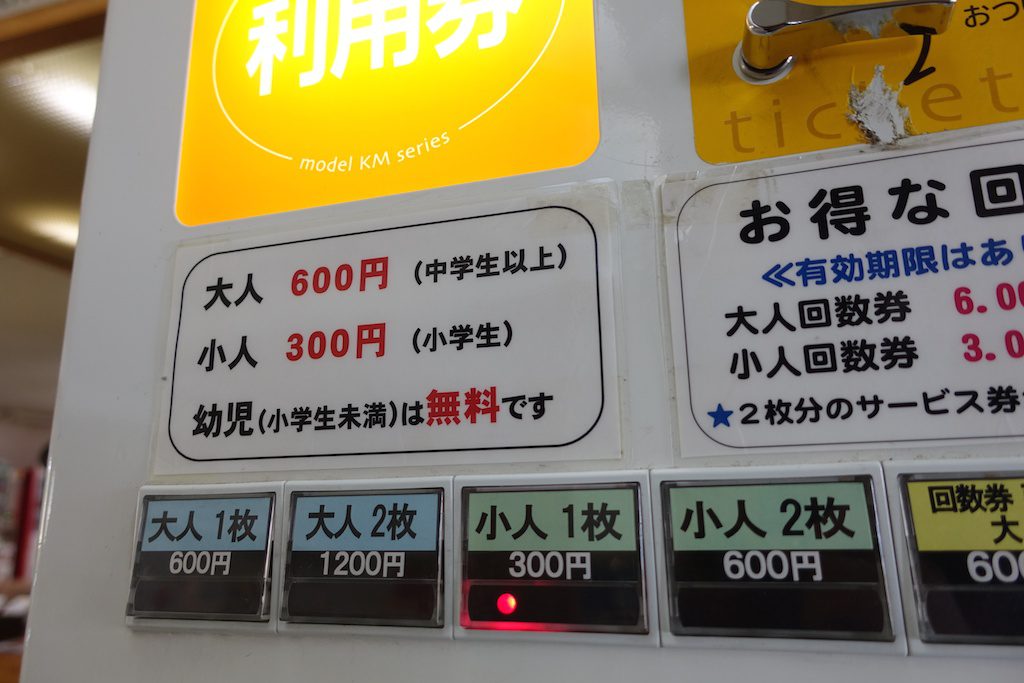 利用券
model KM series
おつ
ticket
大人 600円 (中学生以上)
小人 300円 (小学生)
幼児(小学生未満)は無料です
お得な回
≪有効期限はあ
大人回数券 6.00
小人回数券 3.0
★2枚分のサービス券
大人 1枚
600円
大人 2枚
1200円
小人 1枚
300円
小人 2枚
600円
回数券
大
600